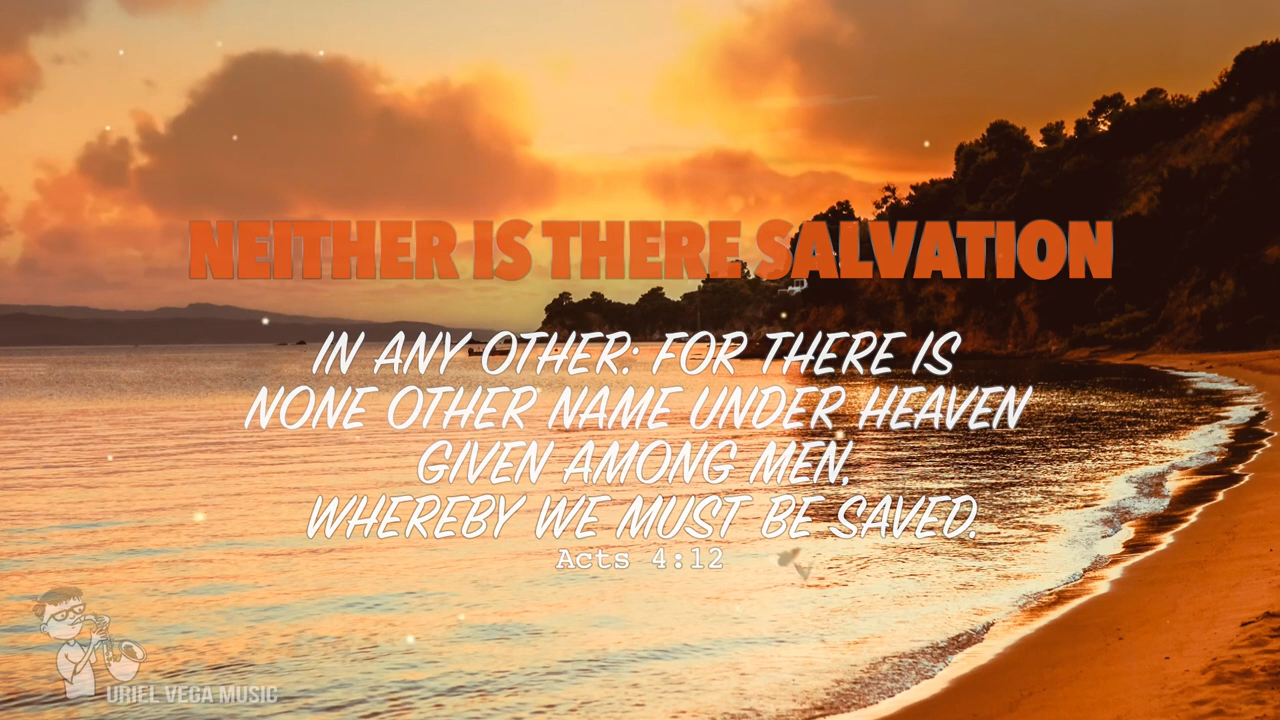 NEITHER IS THERE SALVATION
IN ANY OTHER: FOR THERE IS
NONE OTHER NAME UNDER HEAVEN
GIVEN AMONG MEN,
WHEREBY WE MUST BE SAVED.
Acts 4:12
URIEL VEGA MUSIC